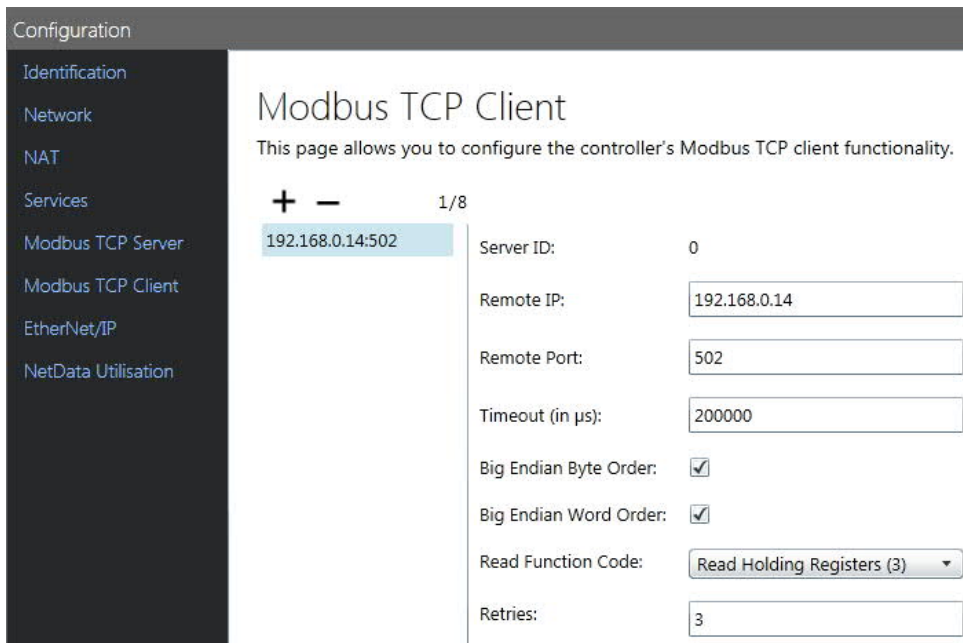 Configuration
Identification
Network
NAT
Services
Modbus TCP Server
Modbus TCP Client
EtherNet/IP
NetData Utilisation
Modbus TCP Client
This page allows you to configure the controller's Modbus TCP client functionality.
+ − 1/8
192.168.0.14:502
Server ID: 0
Remote IP: 192.168.0.14
Remote Port: 502
Timeout (in µs): 200000
Big Endian Byte Order:
Big Endian Word Order:
Read Function Code: Read Holding Registers (3)
Retries: 3